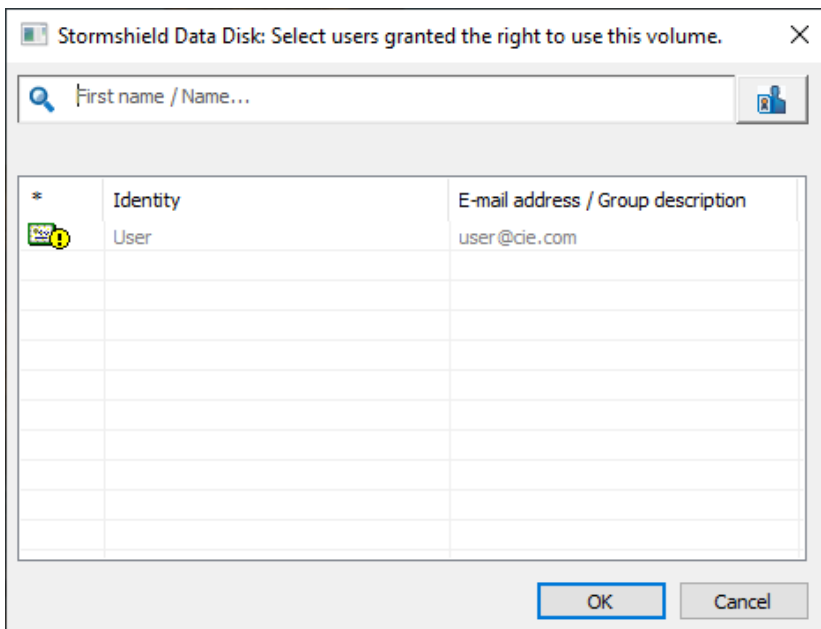 Stormshield Data Disk: Select users granted the right to use this volume.
First name / Name...
* Identity E-mail address / Group description
User user@cie.com
OK Cancel